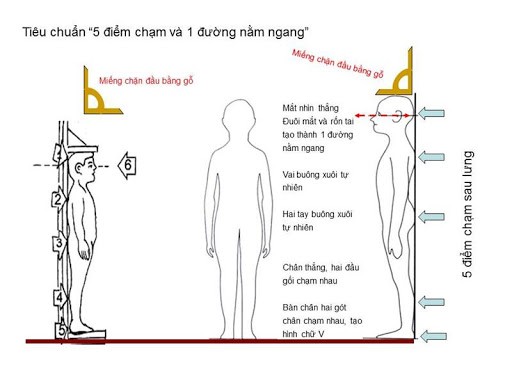 Tiêu chuẩn “5 điểm chạm và 1 đường nằm ngang”
Miếng chặn đầu bằng gỗ
Miếng chặn đầu bằng gỗ
1
2
3
4
5
6
Mắt nhìn thẳng
Đuôi mắt và rốn tai
tạo thành 1 đường
nằm ngang
Vai buông xuôi tự
nhiên
Hai tay buông xuôi
tự nhiên
Chân thẳng, hai đầu
gối chạm nhau
Bàn chân hai gót
chân chạm nhau, tạo
hình chữ V
5 điểm chạm sau lưng